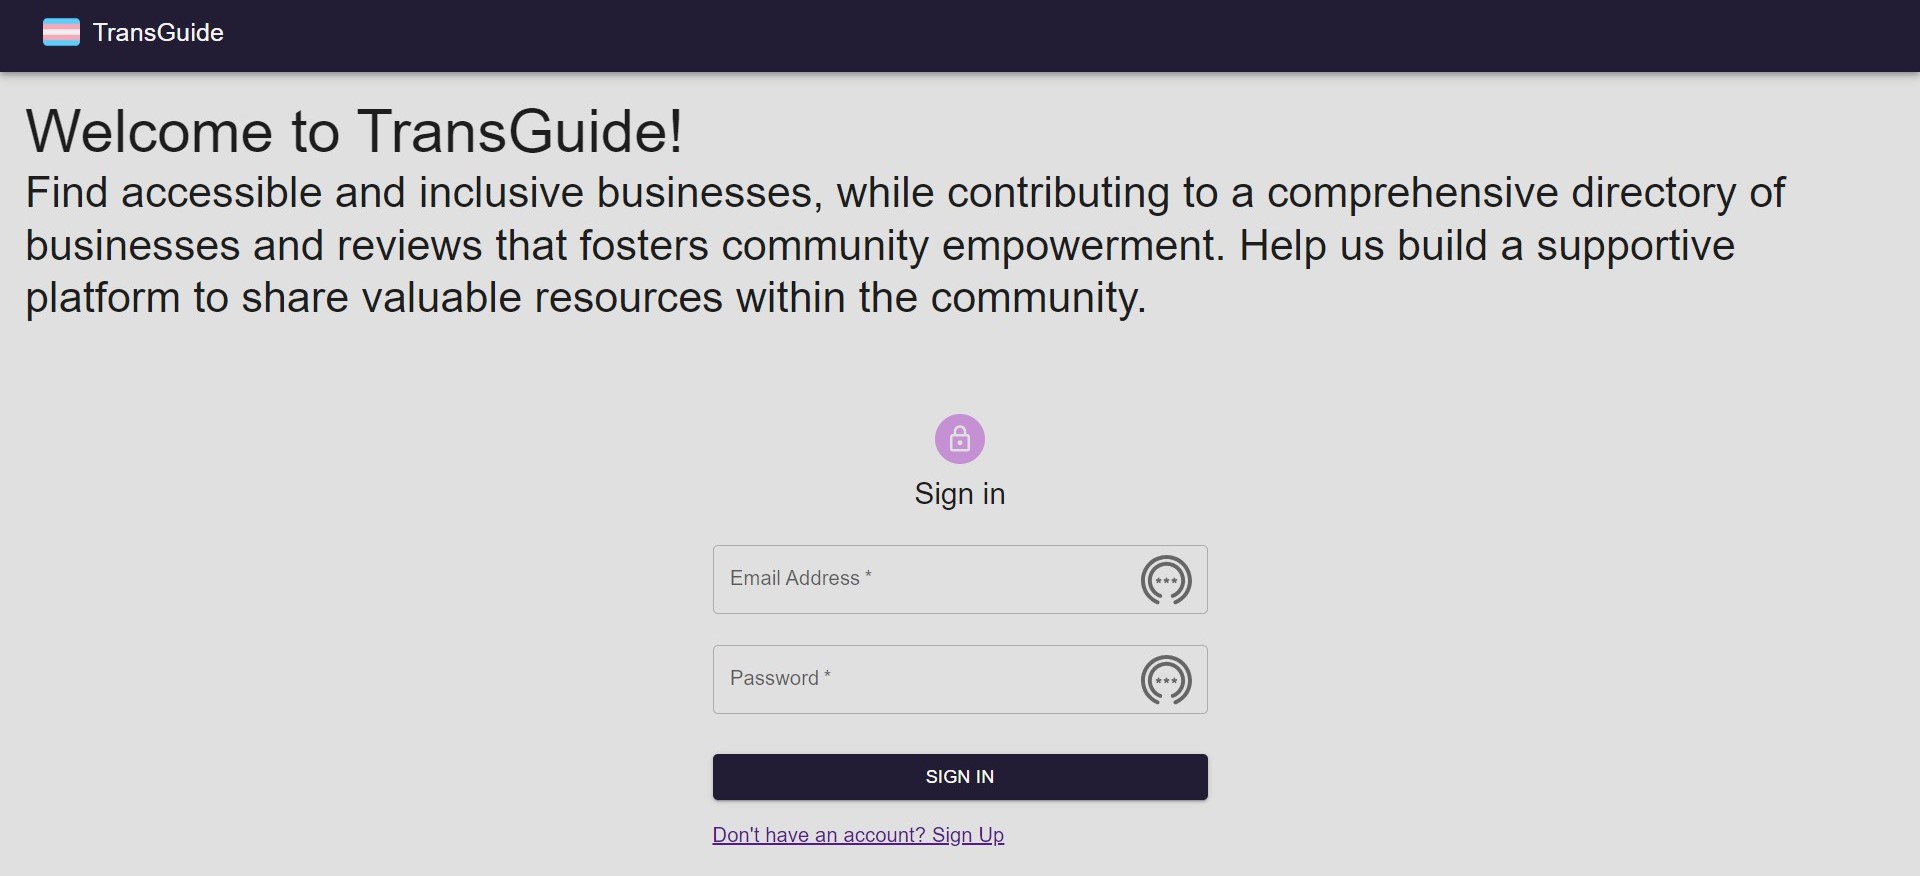 TransGuide
Welcome to TransGuide!
Find accessible and inclusive businesses, while contributing to a comprehensive directory of
businesses and reviews that fosters community empowerment. Help us build a supportive
platform to share valuable resources within the community.
Sign in
Email Address *
Password *
SIGN IN
Don't have an account? Sign Up